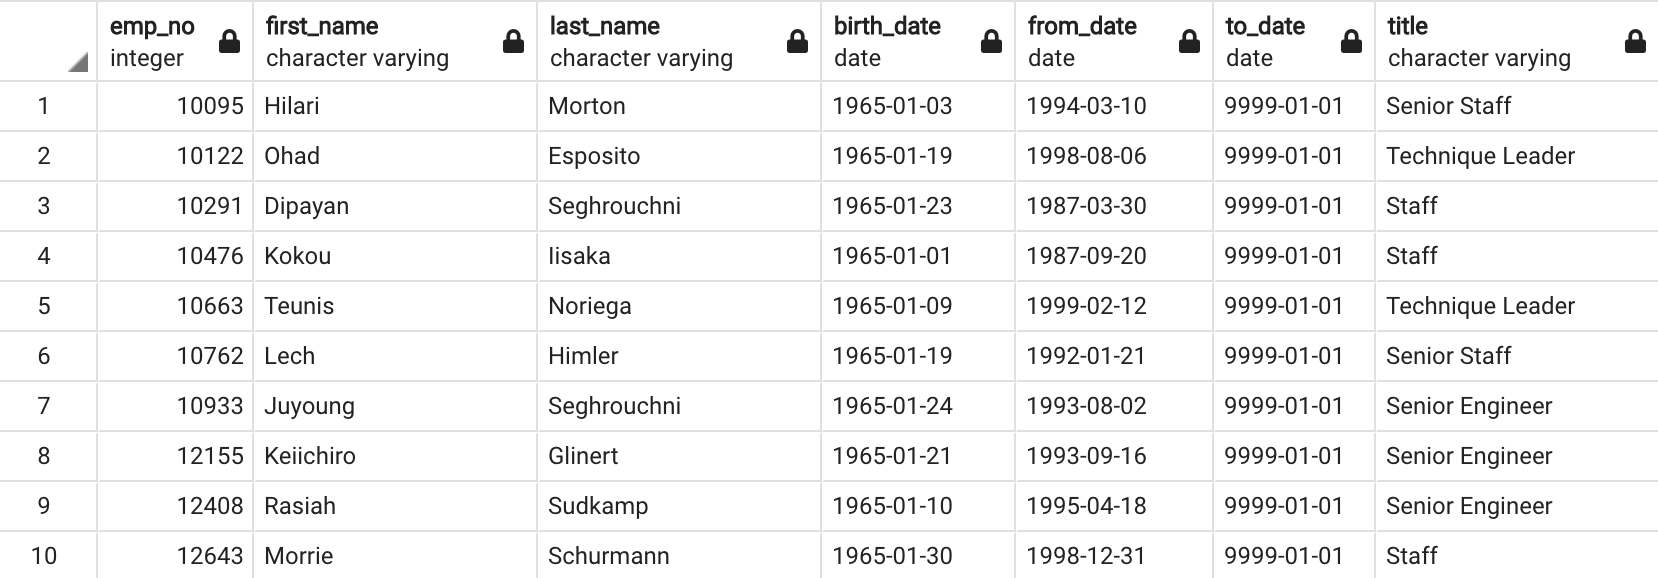 emp_no first_name last_name birth_date from_date to_date title
integer character varying character varying date date date character varying
1 10095 Hilari Morton 1965-01-03 1994-03-10 9999-01-01 Senior Staff
2 10122 Ohad Esposito 1965-01-19 1998-08-06 9999-01-01 Technique Leader
3 10291 Dipayan Seghrouchni 1965-01-23 1987-03-30 9999-01-01 Staff
4 10476 Kokou Iisaka 1965-01-01 1987-09-20 9999-01-01 Staff
5 10663 Teunis Noriega 1965-01-09 1999-02-12 9999-01-01 Technique Leader
6 10762 Lech Himler 1965-01-19 1992-01-21 9999-01-01 Senior Staff
7 10933 Juyoung Seghrouchni 1965-01-24 1993-08-02 9999-01-01 Senior Engineer
8 12155 Keiichiro Glinert 1965-01-21 1993-09-16 9999-01-01 Senior Engineer
9 12408 Rasiah Sudkamp 1965-01-10 1995-04-18 9999-01-01 Senior Engineer
10 12643 Morrie Schurmann 1965-01-30 1998-12-31 9999-01-01 Staff